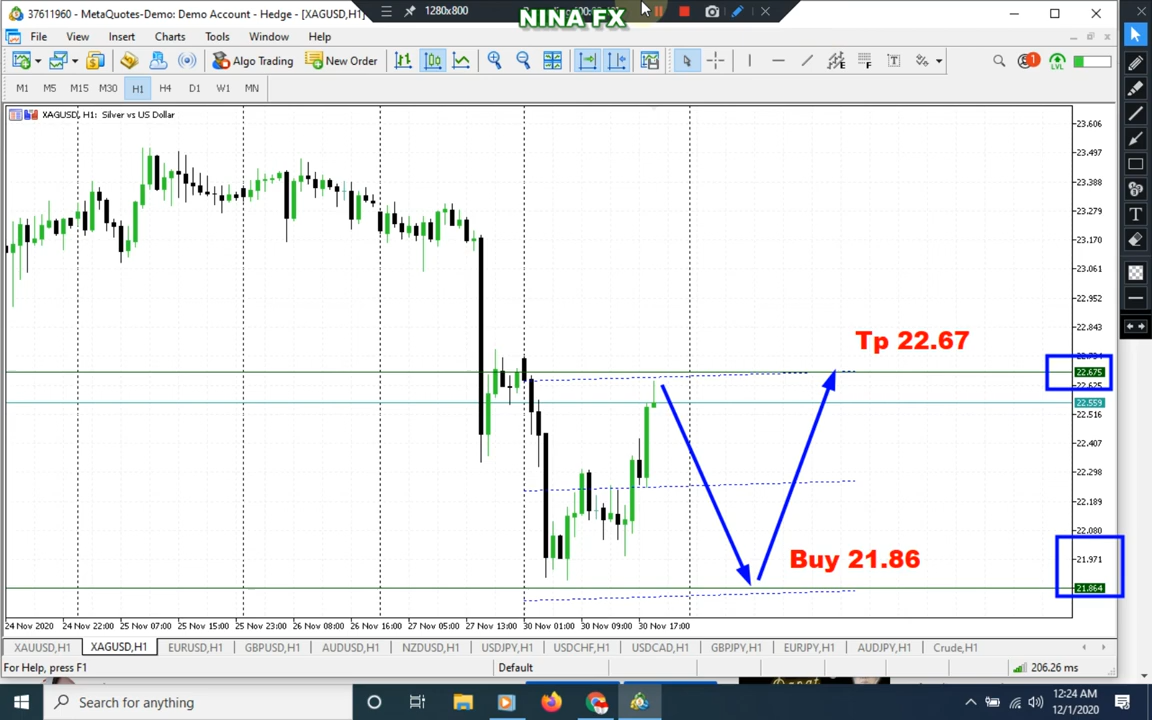 37611960 - MetaQuotes-Demo: Demo Account - Hedge - [XAGUSD,H1]
1280x800
NINA FX
File View Insert Charts Tools Window Help
Algo Trading
New Order
1
LVL
M1 M5 M15 M30 H1 H4 D1 W1 MN
XAGUSD, H1: Silver vs US Dollar
23.606
23.497
23.388
23.279
23.170
23.061
22.952
22.843
Tp 22.67
22.734
22.675
22.625
22.559
22.516
22.407
22.298
22.189
22.080
Buy 21.86
21.971
21.864
24 Nov 2020 24 Nov 22:00 25 Nov 07:00 25 Nov 15:00 25 Nov 23:00 26 Nov 08:00 26 Nov 16:00 27 Nov 05:00 27 Nov 13:00 30 Nov 01:00 30 Nov 09:00 30 Nov 17:00
XAUUSD,H1 XAGUSD,H1 EURUSD,H1 GBPUSD,H1 AUDUSD,H1 NZDUSD,H1 USDJPY,H1 USDCHF,H1 USDCAD,H1 GBPJPY,H1 EURJPY,H1 AUDJPY,H1 Crude,H1
For Help, press F1
Default
206.26 ms
Search for anything
12:24 AM
12/1/2020